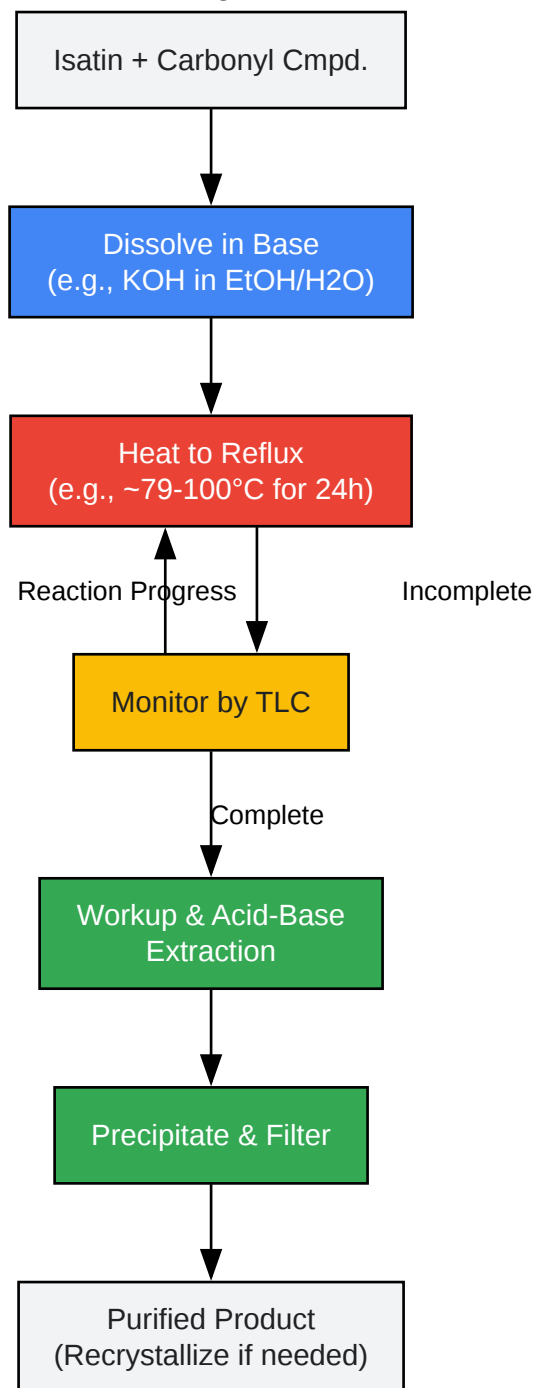 Isatin + Carbonyl Cmpd.
Dissolve in Base
(e.g., KOH in EtOH/H2O)
Heat to Reflux
(e.g., ~79-100°C for 24h)
Reaction Progress
Incomplete
Monitor by TLC
Complete
Workup & Acid-Base
Extraction
Precipitate & Filter
Purified Product
(Recrystallize if needed)